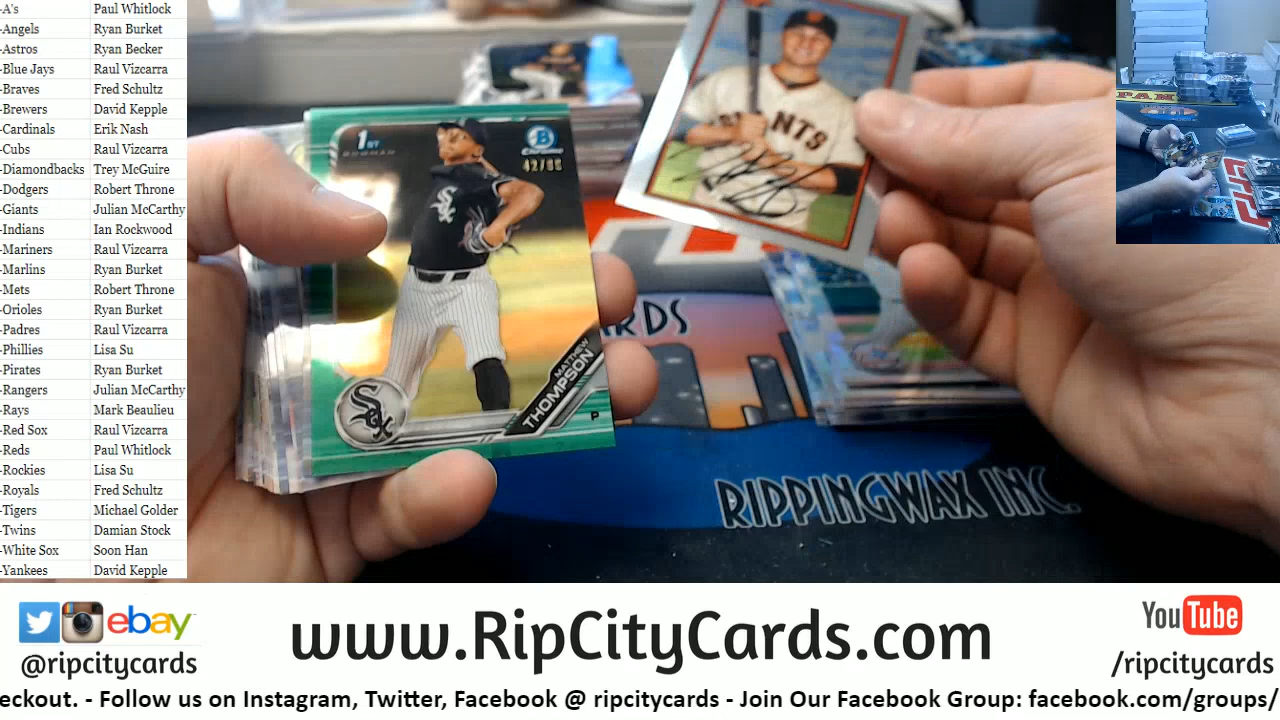 -A's Paul Whitlock
-Angels Ryan Burket
-Astros Ryan Becker
-Blue Jays Raul Vizcarra
-Braves Fred Schultz
-Brewers David Kepple
-Cardinals Erik Nash
-Cubs Raul Vizcarra
-Diamondbacks Trey McGuire
-Dodgers Robert Throne
-Giants Julian McCarthy
-Indians Ian Rockwood
-Mariners Raul Vizcarra
-Marlins Ryan Burket
-Mets Robert Throne
-Orioles Ryan Burket
-Padres Raul Vizcarra
-Phillies Lisa Su
-Pirates Ryan Burket
-Rangers Julian McCarthy
-Rays Mark Beaulieu
-Red Sox Raul Vizcarra
-Reds Paul Whitlock
-Rockies Lisa Su
-Royals Fred Schultz
-Tigers Michael Golder
-Twins Damian Stock
-White Sox Soon Han
-Yankees David Kepple
1ST
BOWMAN
B
Chrome
Sox
MATTHEW
THOMPSON
P
Sox
ANTS
RDS
RIPPINGWAX INC.
ebay
@ripcitycards
www.RipCityCards.com
YouTube
/ripcitycards
eckout. - Follow us on Instagram, Twitter, Facebook @ ripcitycards - Join Our Facebook Group: facebook.com/groups/